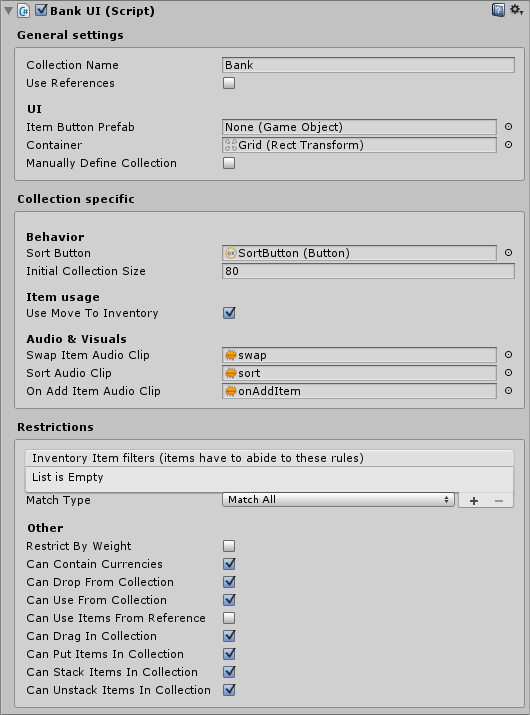 Bank UI (Script)
General settings
Collection Name Bank
Use References
UI
Item Button Prefab None (Game Object)
Container Grid (Rect Transform)
Manually Define Collection
Collection specific
Behavior
Sort Button SortButton (Button)
Initial Collection Size 80
Item usage
Use Move To Inventory
Audio & Visuals
Swap Item Audio Clip swap
Sort Audio Clip sort
On Add Item Audio Clip onAddItem
Restrictions
Inventory Item filters (items have to abide to these rules)
List is Empty
Match Type Match All + −
Other
Restrict By Weight
Can Contain Currencies
Can Drop From Collection
Can Use From Collection
Can Use Items From Reference
Can Drag In Collection
Can Put Items In Collection
Can Stack Items In Collection
Can Unstack Items In Collection